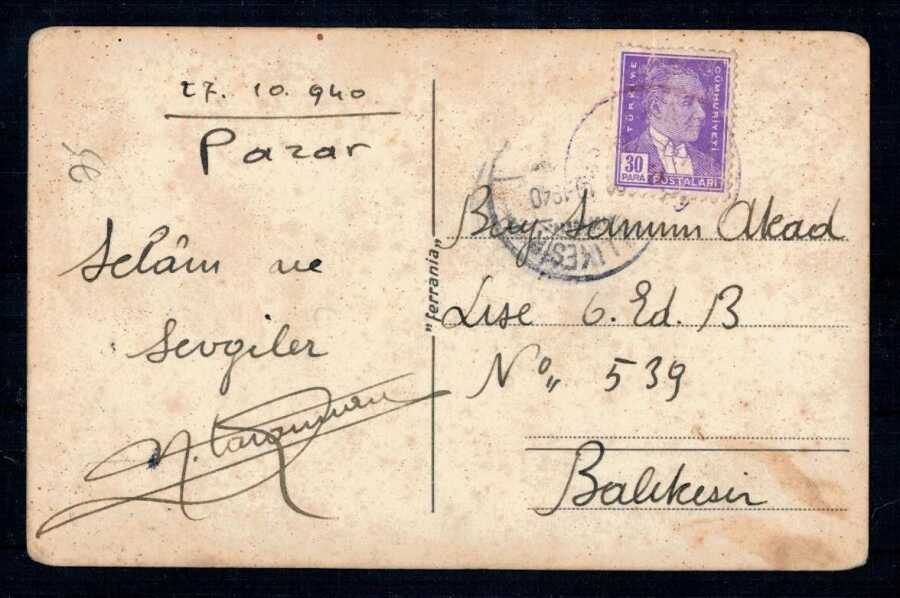 27. 10. 940
Pazar
Selâm ve
Sevgiler
"ferrania"
TÜRKİYE
CÜMHURİYETİ
30
PARA
POSTALARI
Bay Samim Akad
Lise 6. Ed. B
Nº 539
Balıkesir